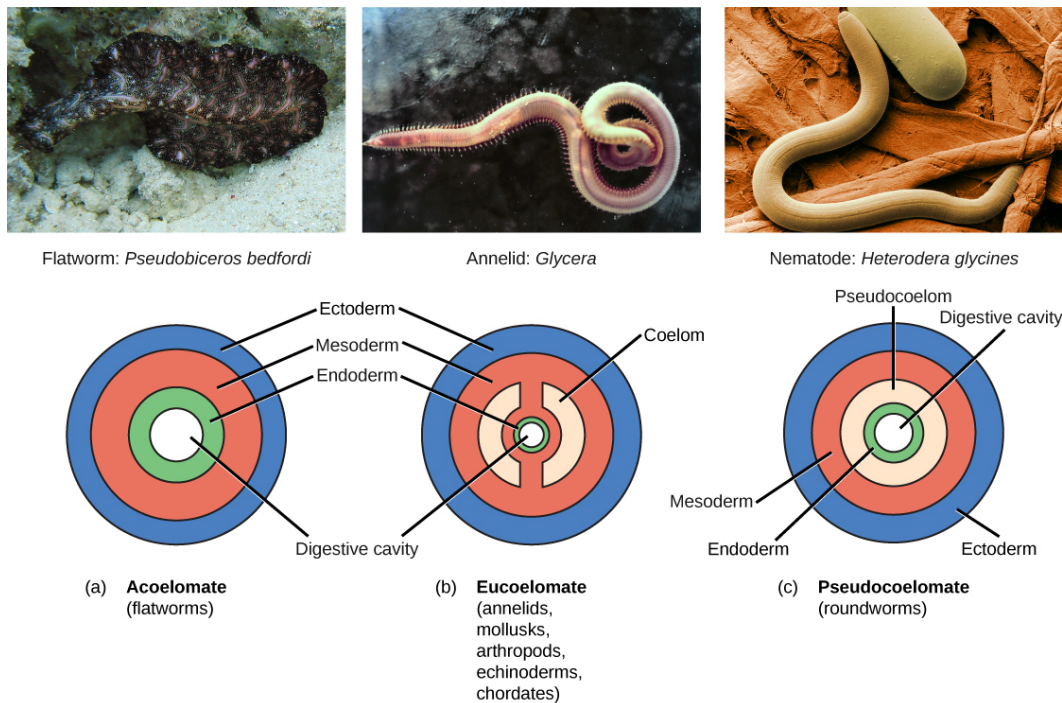 Flatworm: Pseudobiceros bedfordi
Annelid: Glycera
Nematode: Heterodera glycines
Ectoderm
Mesoderm
Endoderm
Digestive cavity
Coelom
Pseudocoelom
Digestive cavity
Mesoderm
Endoderm
Ectoderm
(a) Acoelomate
(flatworms)
(b) Eucoelomate
(annelids,
mollusks,
arthropods,
echinoderms,
chordates)
(c) Pseudocoelomate
(roundworms)